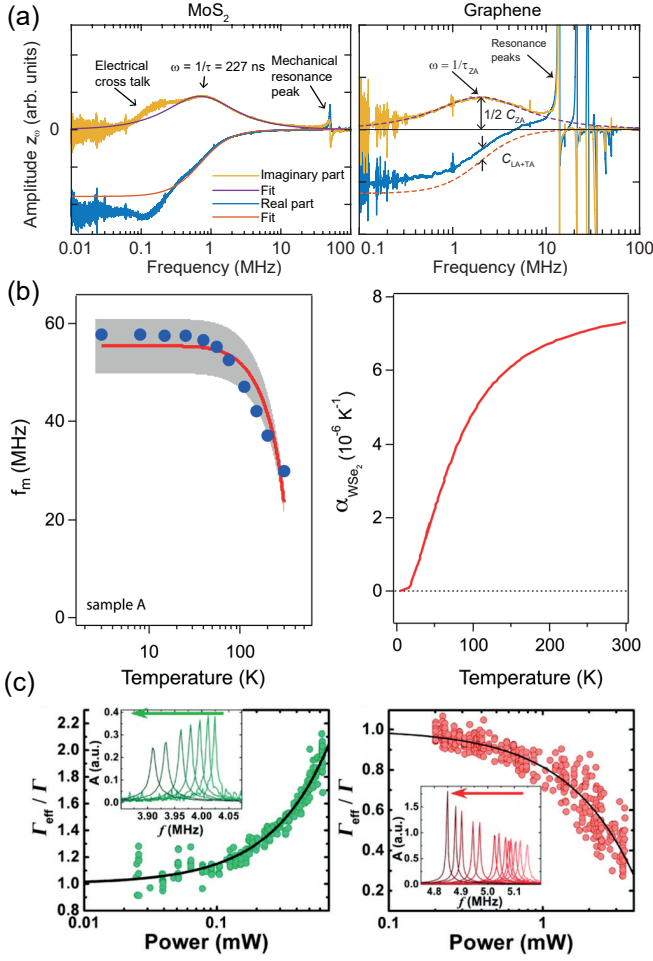 (a)
MoS2
Graphene
Amplitude zω (arb. units)
0
Electrical cross talk
ω = 1/τ = 227 ns
Mechanical resonance peak
Imaginary part
Fit
Real part
Fit
0.01 0.1 1 10 100
Frequency (MHz)
ω = 1/τZA
Resonance peaks
1/2 CZA
CLA+TA
0.1 1 10 100
Frequency (MHz)
(b)
fm (MHz)
60
40
20
0
sample A
10 100
Temperature (K)
αWSe2 (10⁻⁶ K⁻¹)
8
6
4
2
0
0 100 200 300
Temperature (K)
(c)
Γeff / Γ
2.2
2.0
1.8
1.6
1.4
1.2
1.0
0.8
A (a.u.)
0.4
0.3
0.2
0.1
0.0
3.90 3.95 4.00 4.05
f (MHz)
0.01 0.1
Power (mW)
Γeff / Γ
1.0
0.8
0.6
0.4
0.2
A (a.u.)
1.5
1.0
0.5
0.0
4.8 4.9 5.0 5.1
f (MHz)
0.1 1
Power (mW)